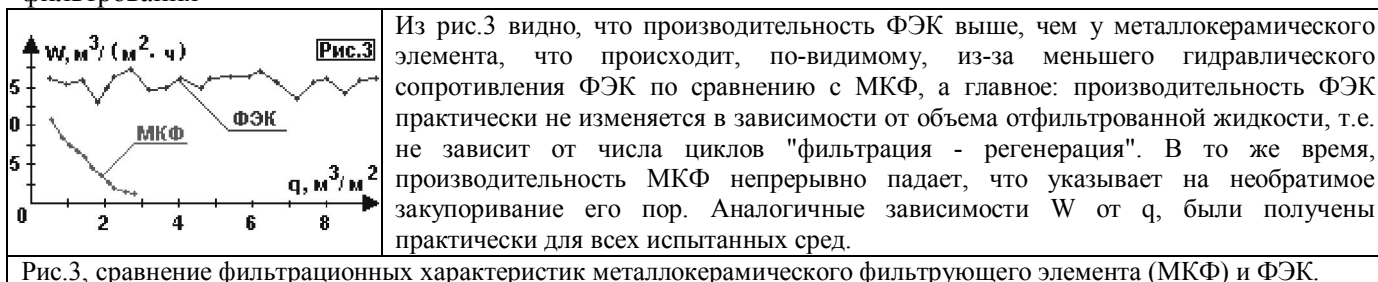 фильтрования
W, м³/ (м² · ч)
Рис.3
5
0
5
0
2
4
6
8
ФЭК
МКФ
q, м³/м²
Из рис.3 видно, что производительность ФЭК выше, чем у металлокерамического
элемента, что происходит, по-видимому, из-за меньшего гидравлического
сопротивления ФЭК по сравнению с МКФ, а главное: производительность ФЭК
практически не изменяется в зависимости от объема отфильтрованной жидкости, т.е.
не зависит от числа циклов "фильтрация - регенерация". В то же время,
производительность МКФ непрерывно падает, что указывает на необратимое
закупоривание его пор. Аналогичные зависимости W от q, были получены
практически для всех испытанных сред.
Рис.3, сравнение фильтрационных характеристик металлокерамического фильтрующего элемента (МКФ) и ФЭК.